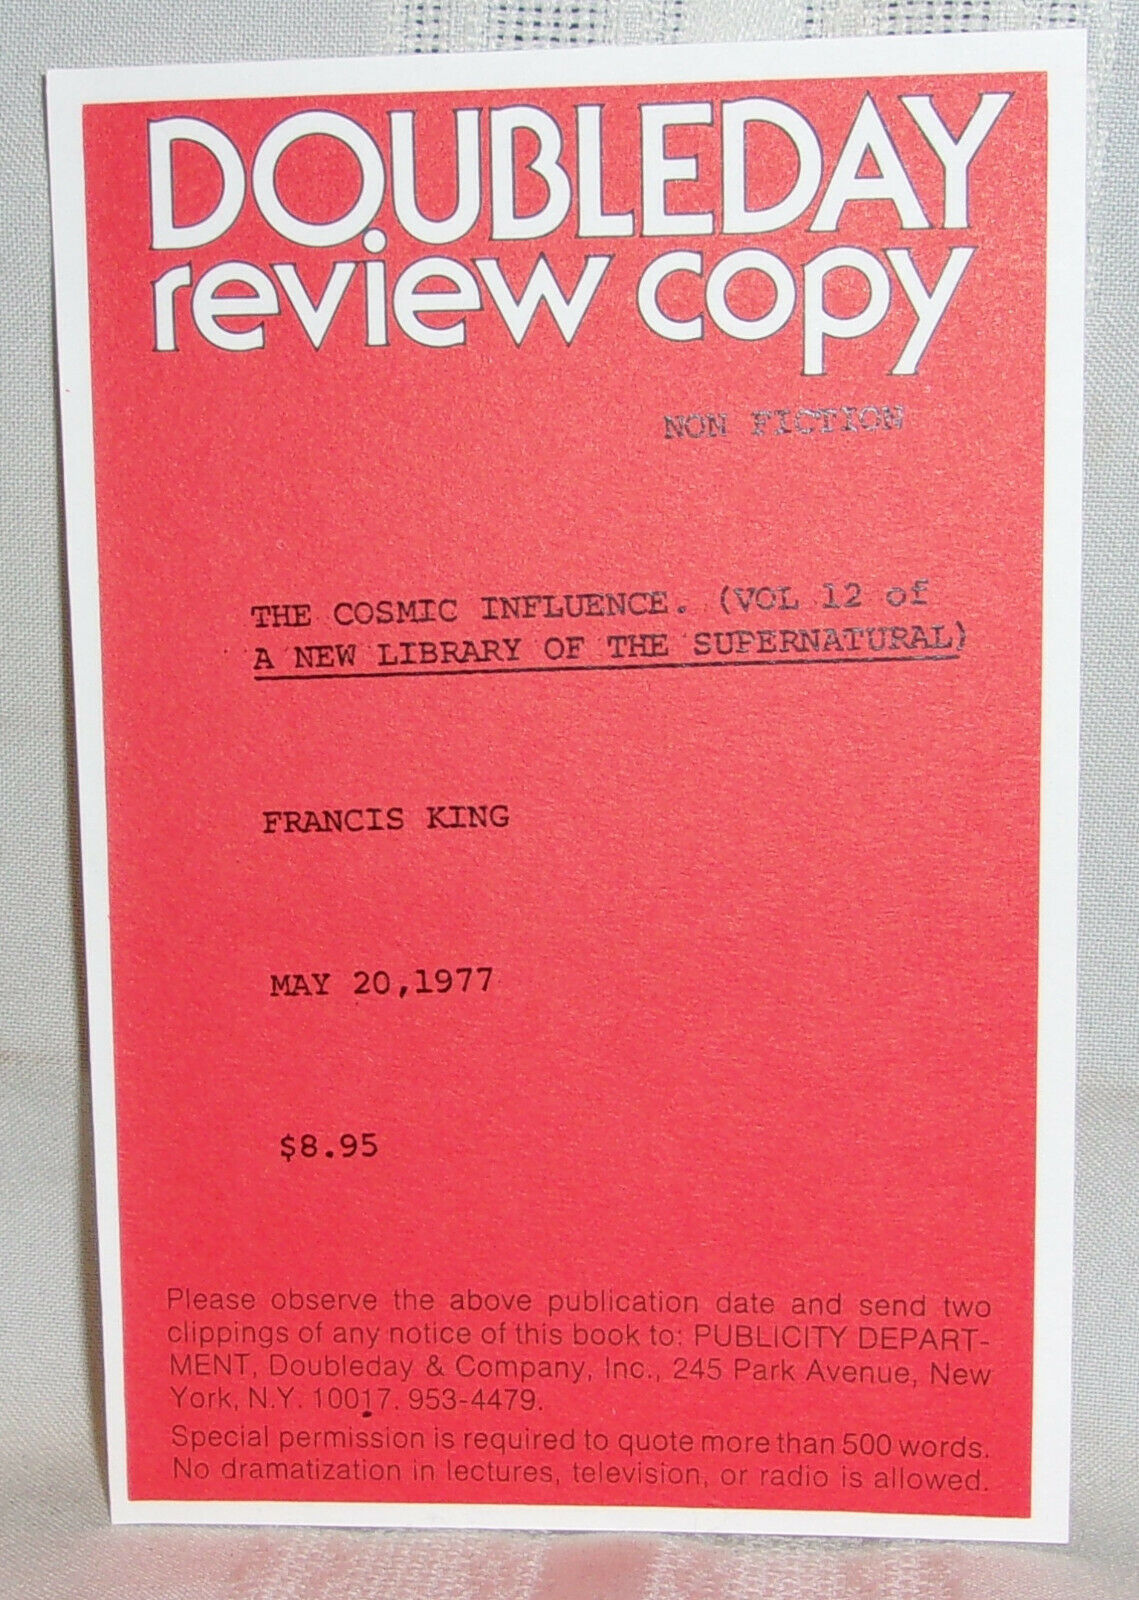 DOUBLEDAY
review copy
NON FICTION
THE COSMIC INFLUENCE. (VOL 12 of
A NEW LIBRARY OF THE SUPERNATURAL)
FRANCIS KING
MAY 20,1977
$8.95
Please observe the above publication date and send two
clippings of any notice of this book to: PUBLICITY DEPART-
MENT, Doubleday & Company, Inc., 245 Park Avenue, New
York, N.Y. 10017. 953-4479.
Special permission is required to quote more than 500 words.
No dramatization in lectures, television, or radio is allowed.